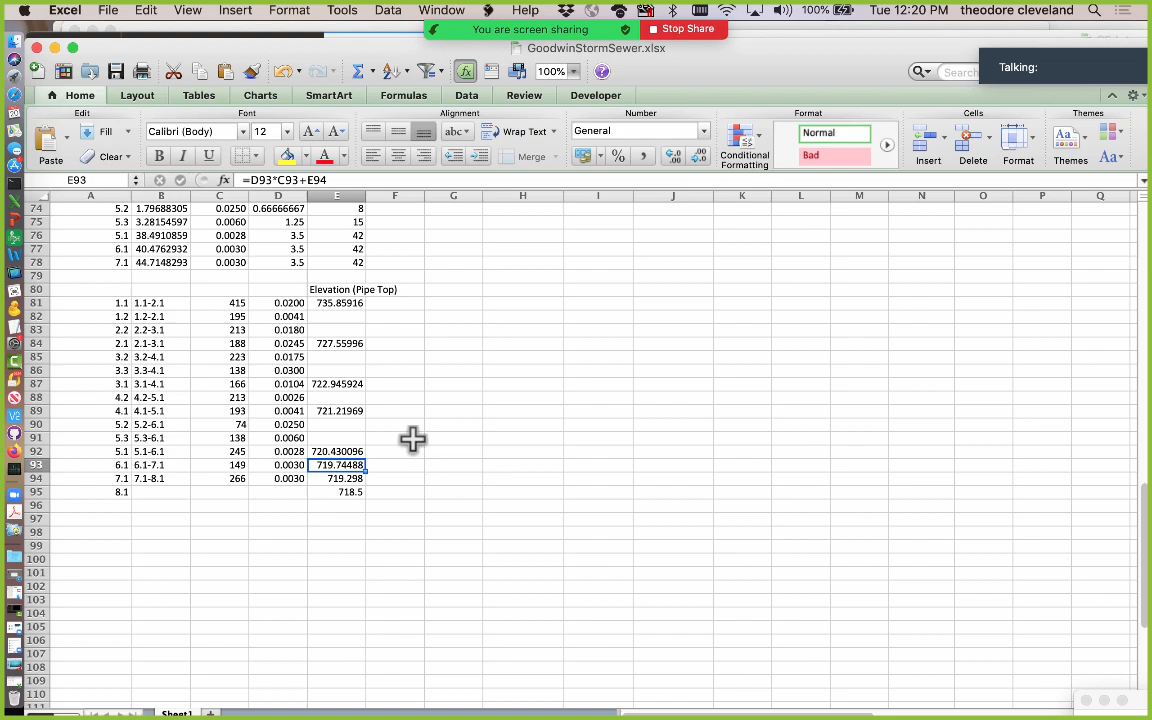 Excel File Edit View Insert Format Tools Data Window Help 100% Tue 12:20 PM theodore cleveland
You are screen sharing Stop Share
GoodwinStormSewer.xlsx
Talking:
100% Search
Home Layout Tables Charts SmartArt Formulas Data Review Developer
Edit Font Alignment Number Format Cells Themes
Fill Calibri (Body) 12 abc Wrap Text General Normal
Paste Clear B I U A Merge % Conditional Formatting Bad Insert Delete Format Themes Aa
E93 fx =D93*C93+E94
A B C D E F G H I J K L M N O P Q
74 5.2 1.79688305 0.0250 0.66666667 8
75 5.3 3.28154597 0.0060 1.25 15
76 5.1 38.4910859 0.0028 3.5 42
77 6.1 40.4762932 0.0030 3.5 42
78 7.1 44.7148293 0.0030 3.5 42
79
80 Elevation (Pipe Top)
81 1.1 1.1-2.1 415 0.0200 735.85916
82 1.2 1.2-2.1 195 0.0041
83 2.2 2.2-3.1 213 0.0180
84 2.1 2.1-3.1 188 0.0245 727.55996
85 3.2 3.2-4.1 223 0.0175
86 3.3 3.3-4.1 138 0.0300
87 3.1 3.1-4.1 166 0.0104 722.945924
88 4.2 4.2-5.1 213 0.0026
89 4.1 4.1-5.1 193 0.0041 721.21969
90 5.2 5.2-6.1 74 0.0250
91 5.3 5.3-6.1 138 0.0060
92 5.1 5.1-6.1 245 0.0028 720.430096
93 6.1 6.1-7.1 149 0.0030 719.74488
94 7.1 7.1-8.1 266 0.0030 719.298
95 8.1 718.5
96
97
98
99
100
101
102
103
104
105
106
107
108
109
110
Sheet1